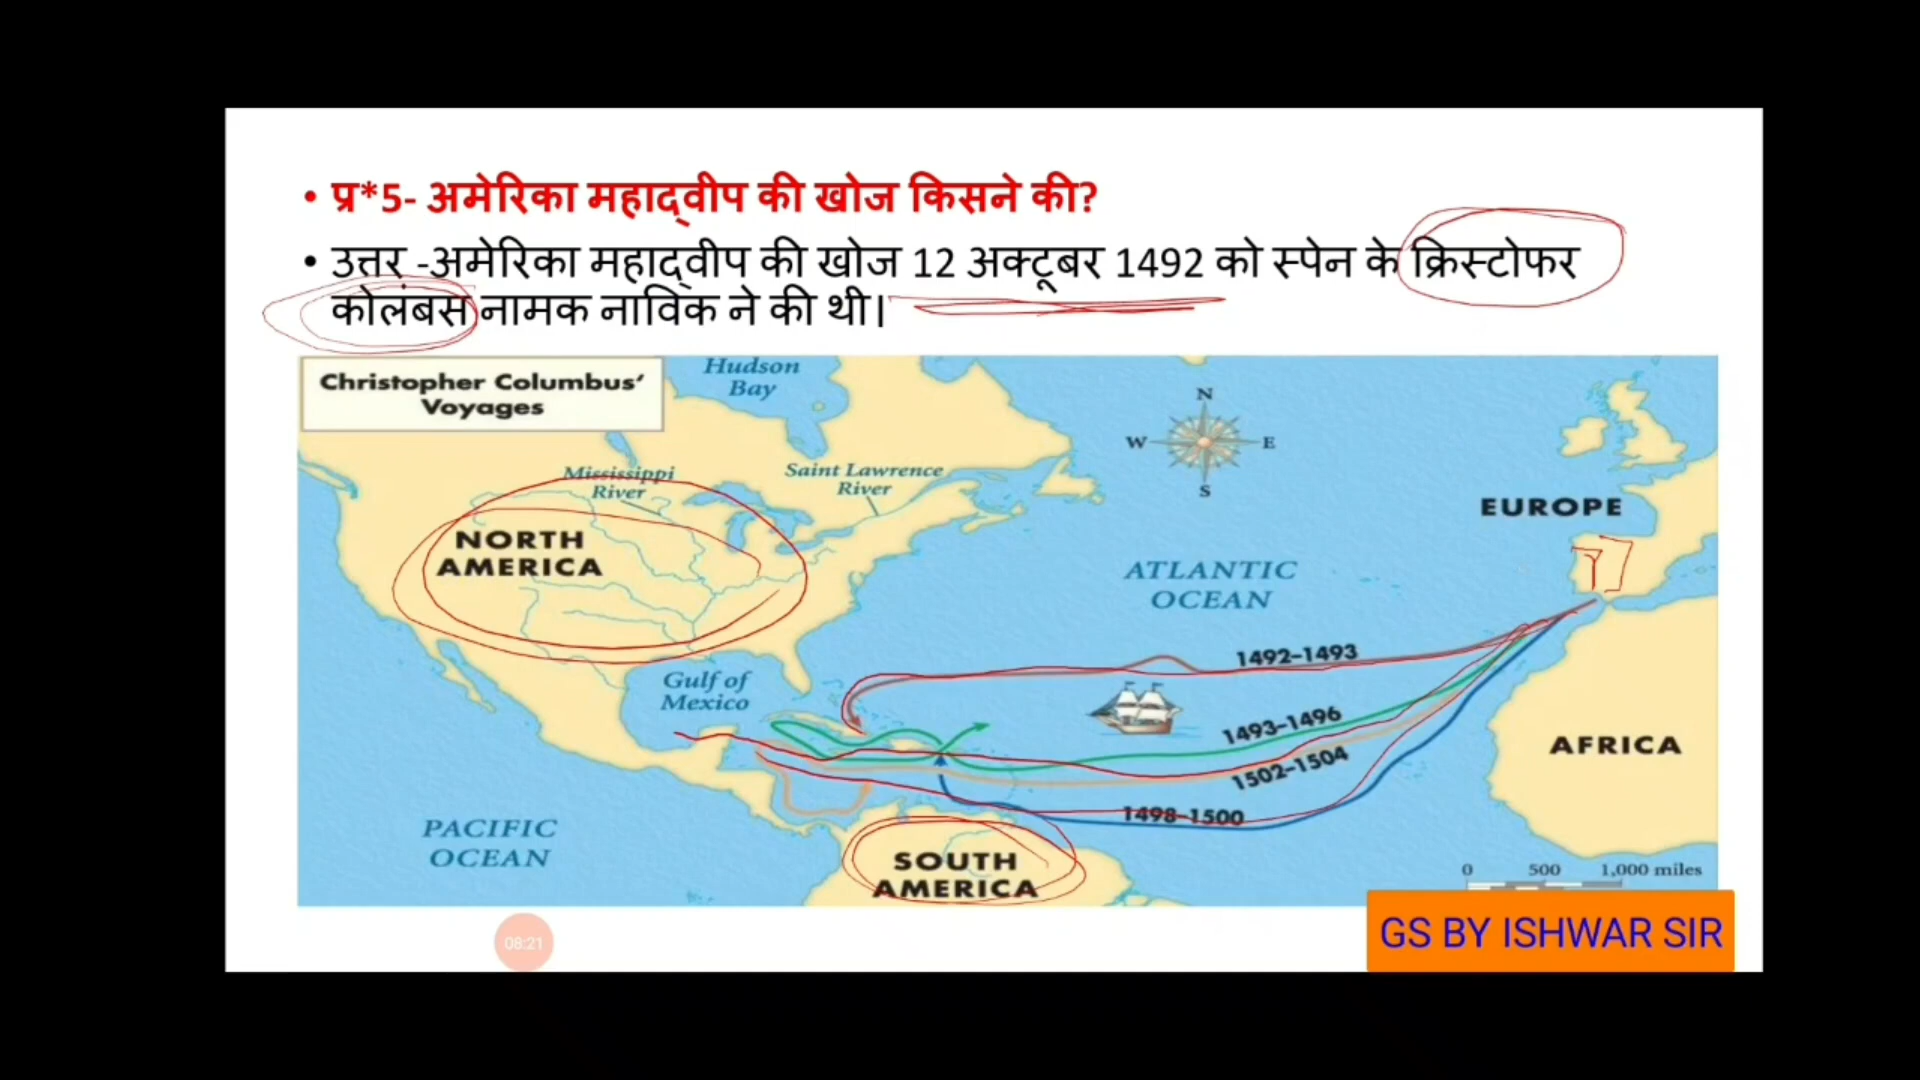 • प्र*5- अमेरिका महाद्वीप की खोज किसने की?
• उत्तर -अमेरिका महाद्वीप की खोज 12 अक्टूबर 1492 को स्पेन के क्रिस्टोफर
कोलंबस नामक नाविक ने की थी।
Christopher Columbus'
Voyages
Hudson
Bay
N
W E
S
Mississippi
River
Saint Lawrence
River
EUROPE
NORTH
AMERICA
ATLANTIC
OCEAN
1492–1493
Gulf of
Mexico
1493–1496
AFRICA
1502–1504
1498–1500
PACIFIC
OCEAN
SOUTH
AMERICA
0 500 1,000 miles
GS BY ISHWAR SIR
08:21